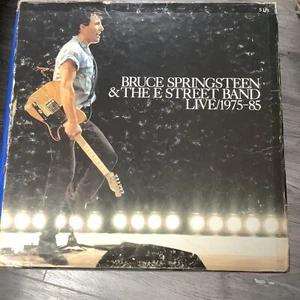 BRUCE SPRINGSTEEN
& THE E STREET BAND
LIVE/1975–85